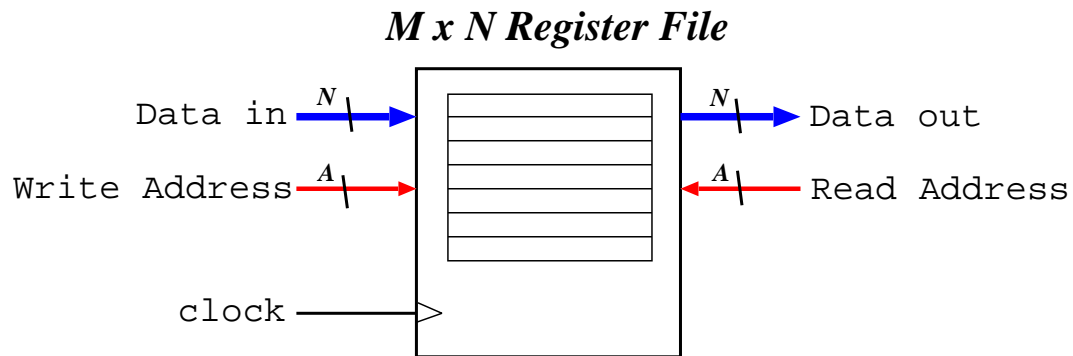 M x N Register File
Data in
N
N
Data out
Write Address
A
A
Read Address
clock